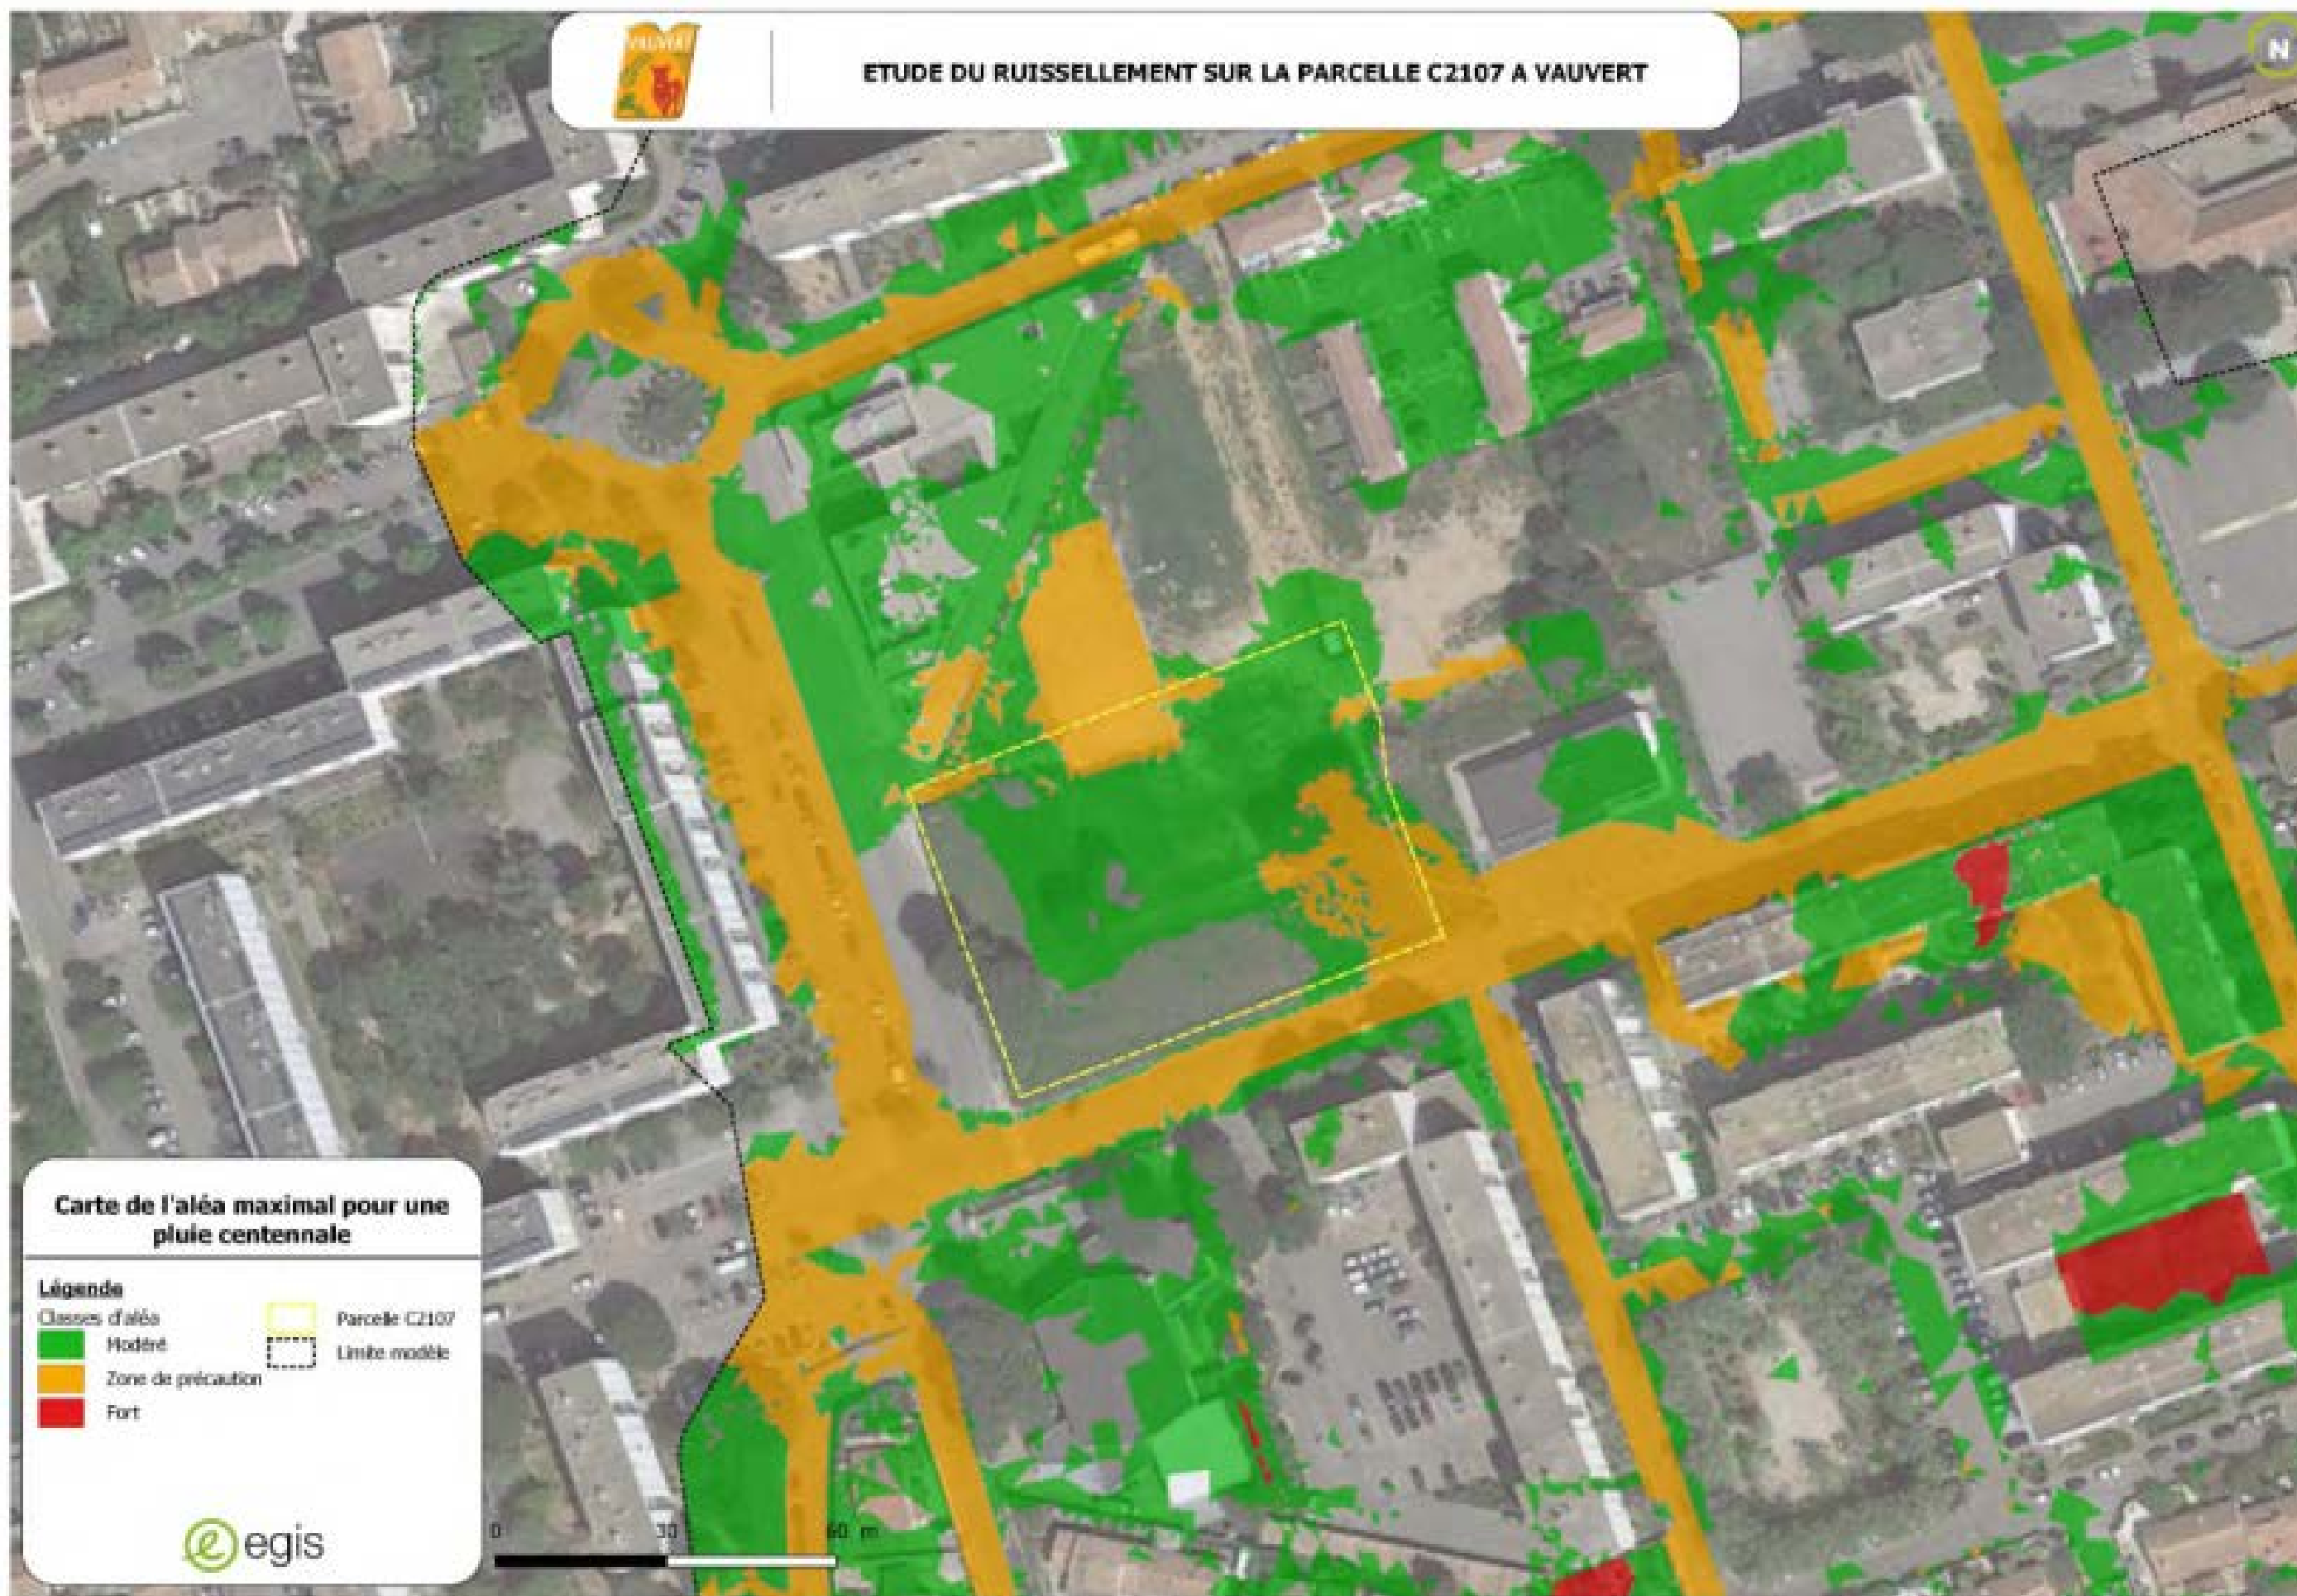 VAUVERT
ETUDE DU RUISSELLEMENT SUR LA PARCELLE C2107 A VAUVERT
N
Carte de l'aléa maximal pour une
pluie centennale
Légende
Classes d'aléa
Modéré
Zone de précaution
Fort
Parcelle C2107
Limite modèle
egis
0 30 60 m